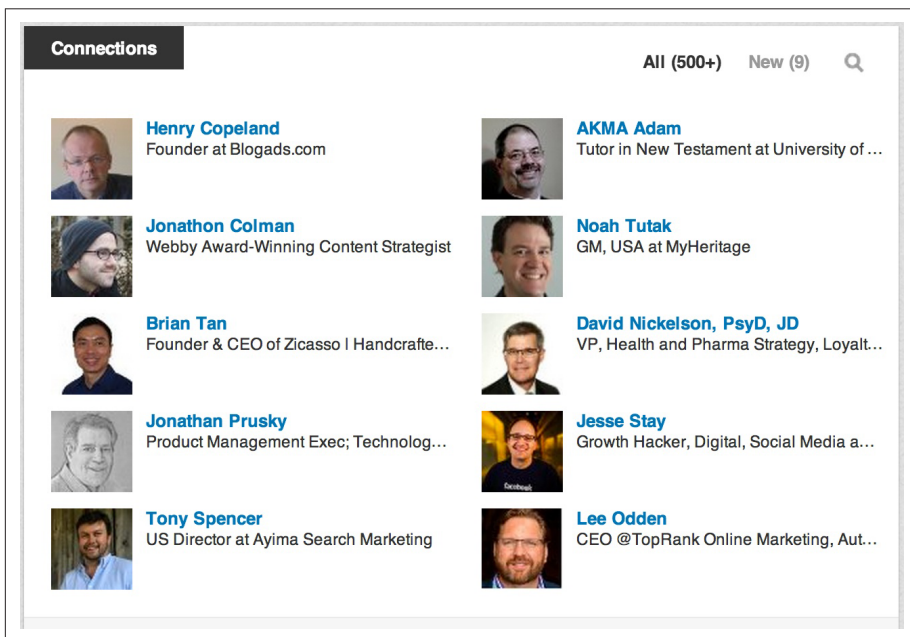 Connections
All (500+) New (9)
Henry Copeland
Founder at Blogads.com
AKMA Adam
Tutor in New Testament at University of ...
Jonathon Colman
Webby Award-Winning Content Strategist
Noah Tutak
GM, USA at MyHeritage
Brian Tan
Founder & CEO of Zicasso | Handcrafte...
David Nickelson, PsyD, JD
VP, Health and Pharma Strategy, Loyalt...
Jonathan Prusky
Product Management Exec; Technolog...
Jesse Stay
Growth Hacker, Digital, Social Media a...
facebook
Tony Spencer
US Director at Ayima Search Marketing
Lee Odden
CEO @TopRank Online Marketing, Aut...